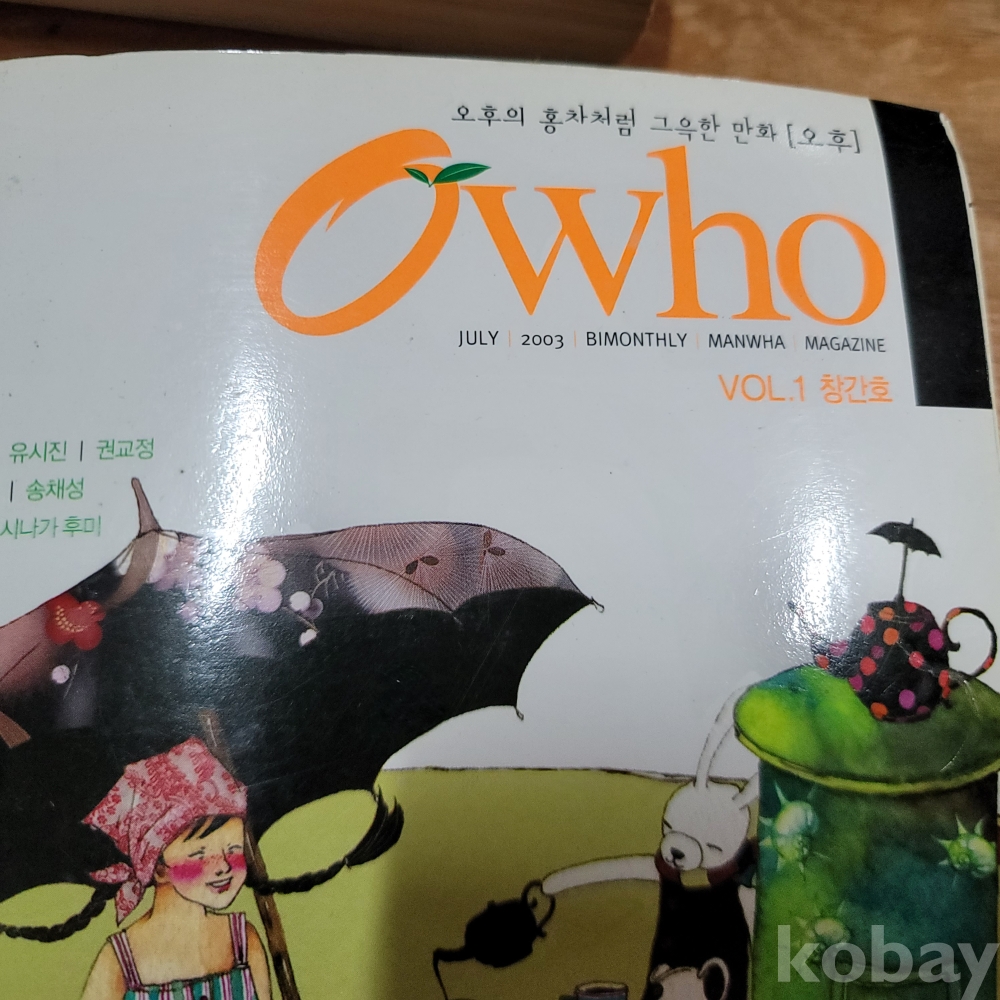 오후의 홍차처럼 그윽한 만화 [오후]
Owho
JULY | 2003 | BIMONTHLY | MANWHA | MAGAZINE
VOL.1 창간호
유시진 | 권교정
| 송채성
시나가 후미
kobay